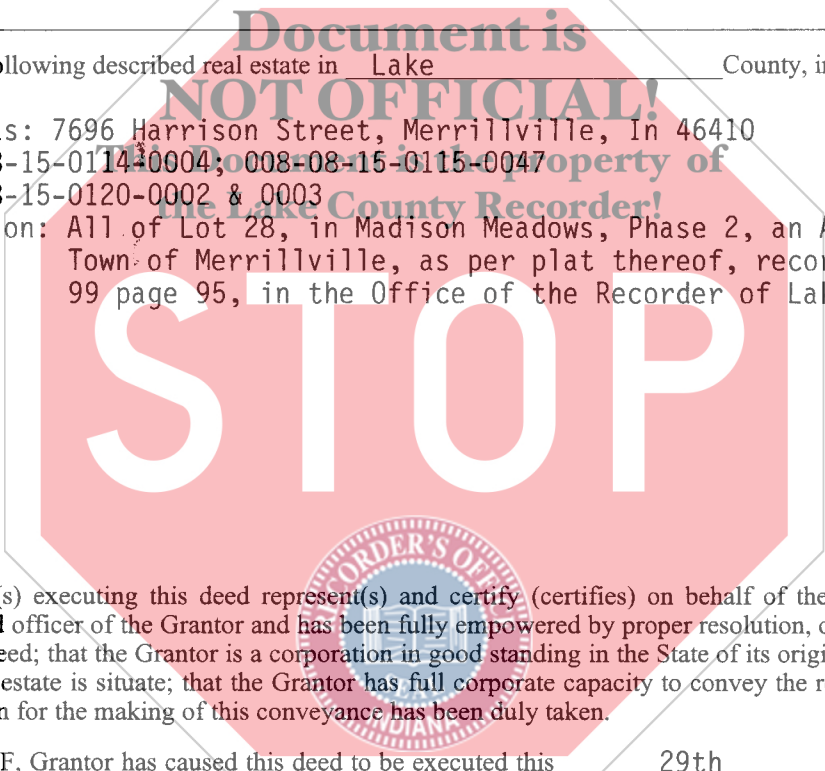 Document is
ollowing described real estate in Lake County, i
NOT OFFICIAL!
s: 7696 Harrison Street, Merrillville, In 46410
-15-0114-0004; 008-08-15-0115-0047
This Document is the property of
-15-0120-0002 & 0003
the Lake County Recorder!
on: All of Lot 28, in Madison Meadows, Phase 2, an A
Town of Merrillville, as per plat thereof, recor
99 page 95, in the Office of the Recorder of Lak
STOP
(s) executing this deed represent(s) and certify (certifies) on behalf of the
officer of the Grantor and has been fully empowered by proper resolution, o
eed; that the Grantor is a corporation in good standing in the State of its origi
estate is situate; that the Grantor has full corporate capacity to convey the r
n for the making of this conveyance has been duly taken.
RECORDER'S OFFICE
SEAL
INDIANA
F, Grantor has caused this deed to be executed this 29th